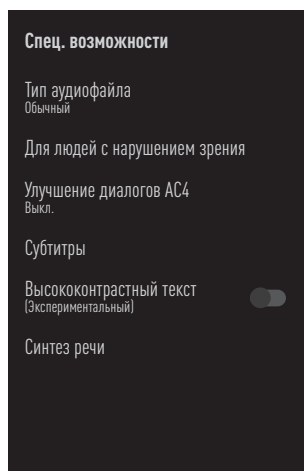 Спец. возможности
Тип аудиофайла
Обычный
Для людей с нарушением зрения
Улучшение диалогов AC4
Выкл.
Субтитры
Высококонтрастный текст
(Экспериментальный)
Синтез речи